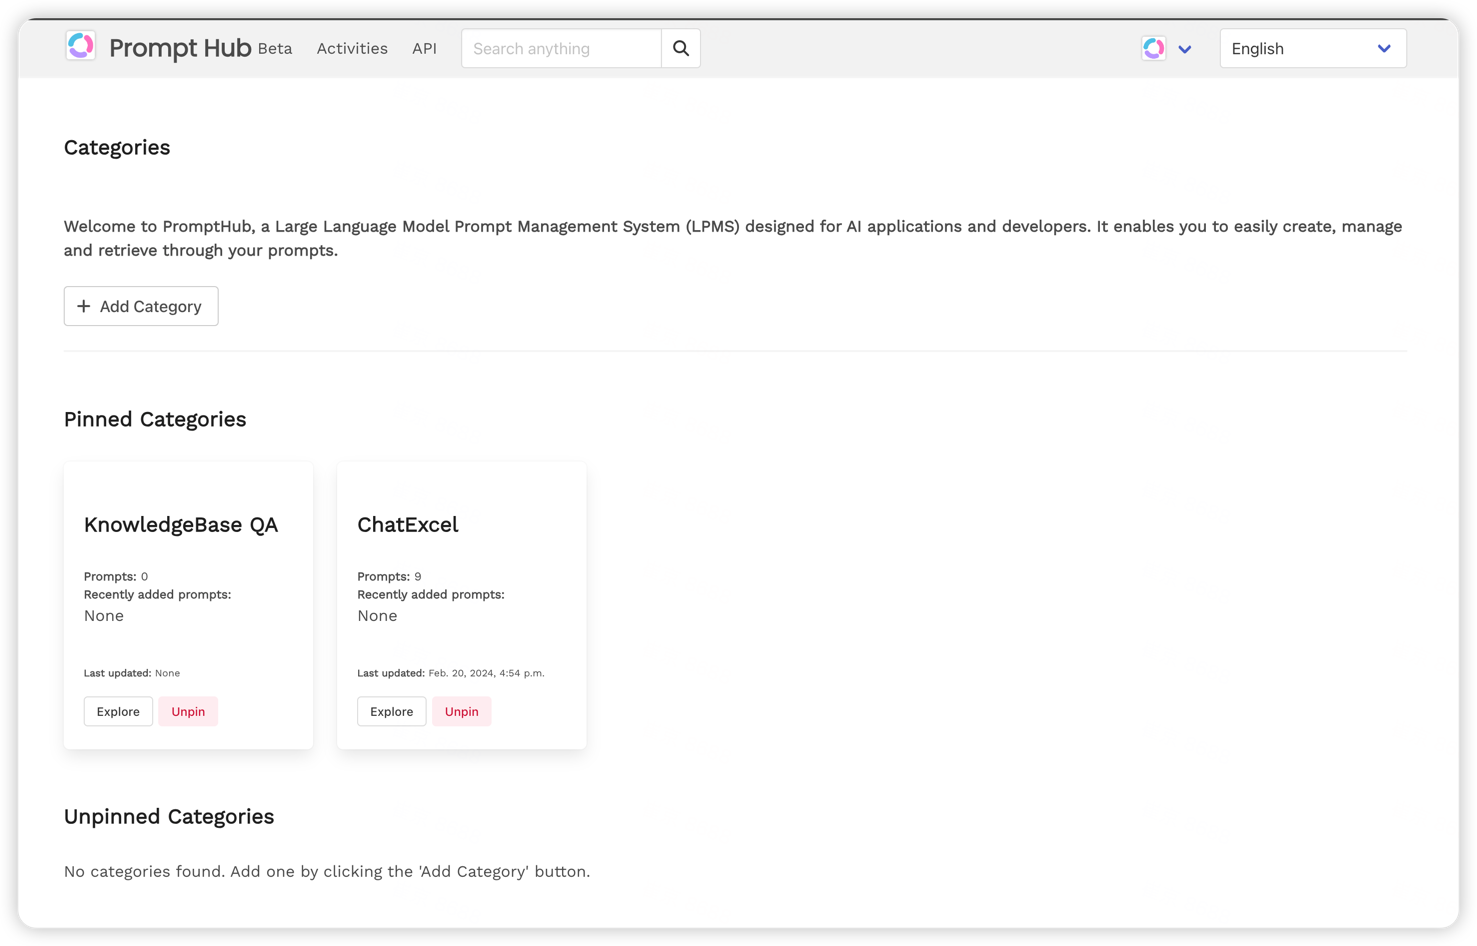 Prompt Hub Beta Activities API Search anything English
Categories
Welcome to PrompHub, a Large Language Model Prompt Management System (LPMS) designed for AI applications and developers. It enables you to easily create, manage
and retrieve through your prompts.
+ Add Category
Pinned Categories
KnowledgeBase QA
Prompts: 0
Recently added prompts:
None
Last updated: None
Explore Unpin
ChatExcel
Prompts: 9
Recently added prompts:
None
Last updated: Feb. 20, 2024, 4:54 p.m.
Explore Unpin
Unpinned Categories
No categories found. Add one by clicking the 'Add Category' button.